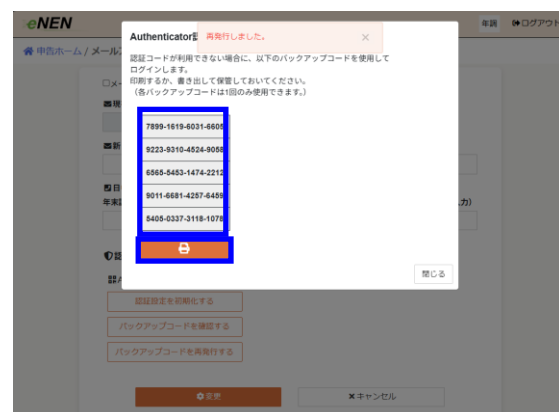 eNEN
年調
ログアウト
申告ホーム / メール
Authenticator
再発行しました。
×
認証コードが利用できない場合に、以下のバックアップコードを使用して
ログインします。
印刷するか、書き出して保管しておいてください。
(各バックアップコードは1回のみ使用できます。)
7899-1619-6031-6605
9223-9310-4524-9058
6565-5453-1474-2212
9011-6681-4257-6459
5405-0337-3118-1078
閉じる
年末
力)
認証設定を初期化する
バックアップコードを確認する
バックアップコードを再発行する
変更
×キャンセル